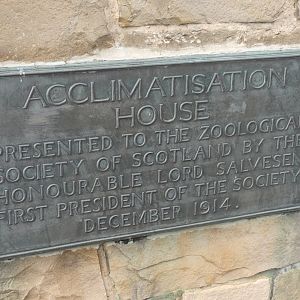 ACCLIMATISATION
HOUSE
PRESENTED TO THE ZOOLOGICAL
SOCIETY OF SCOTLAND BY THE
HONOURABLE LORD SALVESEN
FIRST PRESIDENT OF THE SOCIETY
DECEMBER 1914.